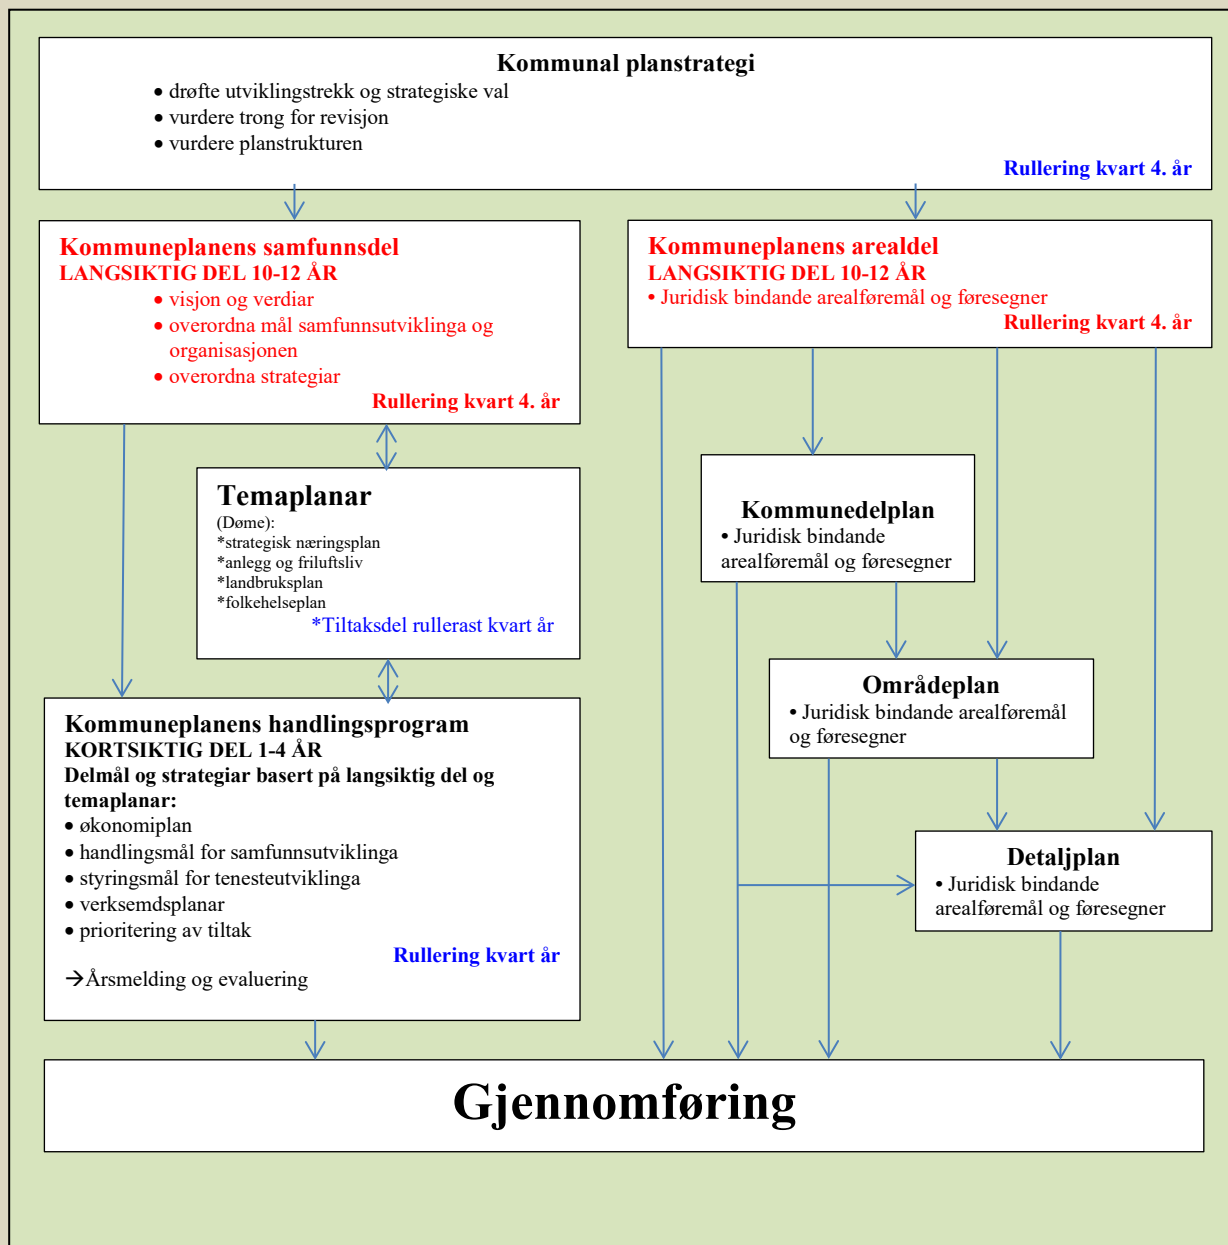 Kommunal planstrategi
• drøfte utviklingstrekk og strategiske val
• vurdere trong for revisjon
• vurdere planstrukturen
Rullering kvart 4. år
Kommuneplanens samfunnsdel
LANGSIKTIG DEL 10-12 ÅR
• visjon og verdiar
• overordna mål samfunnsutviklinga og
organisasjonen
• overordna strategiar
Rullering kvart 4. år
Kommuneplanens arealdel
LANGSIKTIG DEL 10-12 ÅR
• Juridisk bindande arealføremål og føresegner
Rullering kvart 4. år
Temaplanar
(Døme):
*strategisk næringsplan
*anlegg og friluftsliv
*landbruksplan
*folkehelseplan
*Tiltaksdel rullerast kvart år
Kommunedelplan
• Juridisk bindande
arealføremål og føresegner
Områdeplan
• Juridisk bindande arealføremål
og føresegner
Kommuneplanens handlingsprogram
KORTSIKTIG DEL 1-4 ÅR
Delmål og strategiar basert på langsiktig del og
temaplanar:
• økonomiplan
• handlingsmål for samfunnsutviklinga
• styringsmål for tenesteutviklinga
• verksemdsplanar
• prioritering av tiltak
Rullering kvart år
→Årsmelding og evaluering
Detaljplan
• Juridisk bindande
arealføremål og føresegner
Gjennomføring